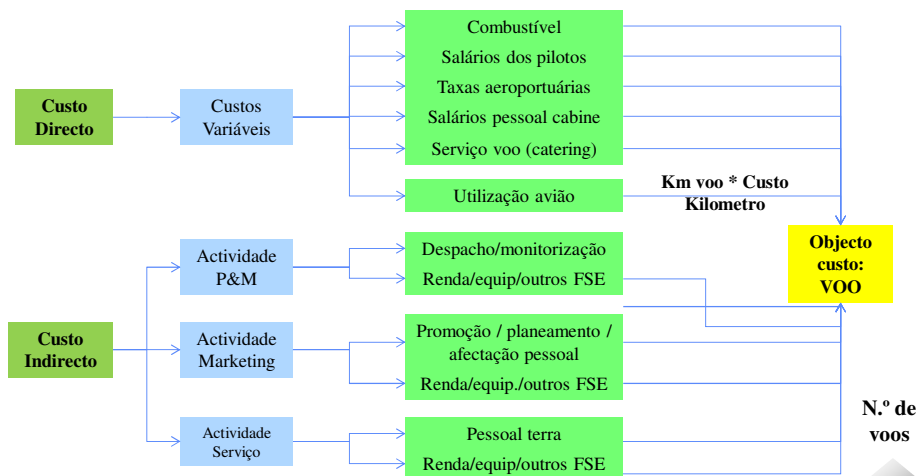 Custo
Directo
Custos
Variáveis
Combustível
Salários dos pilotos
Taxas aeroportuárias
Salários pessoal cabine
Serviço voo (catering)
Utilização avião
Km voo * Custo
Kilometro
Objecto
custo:
VOO
Custo
Indirecto
Actividade
P&M
Despacho/monitorização
Renda/equip/outros FSE
Actividade
Marketing
Promoção / planeamento /
afectação pessoal
Renda/equip./outros FSE
Actividade
Serviço
Pessoal terra
Renda/equip/outros FSE
N.º de
voos